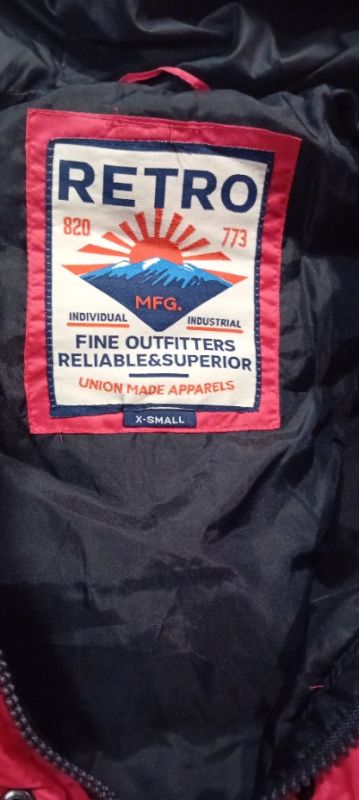 RETRO
820 773
MFG.
INDIVIDUAL INDUSTRIAL
FINE OUTFITTERS
RELIABLE&SUPERIOR
UNION MADE APPARELS
X-SMALL